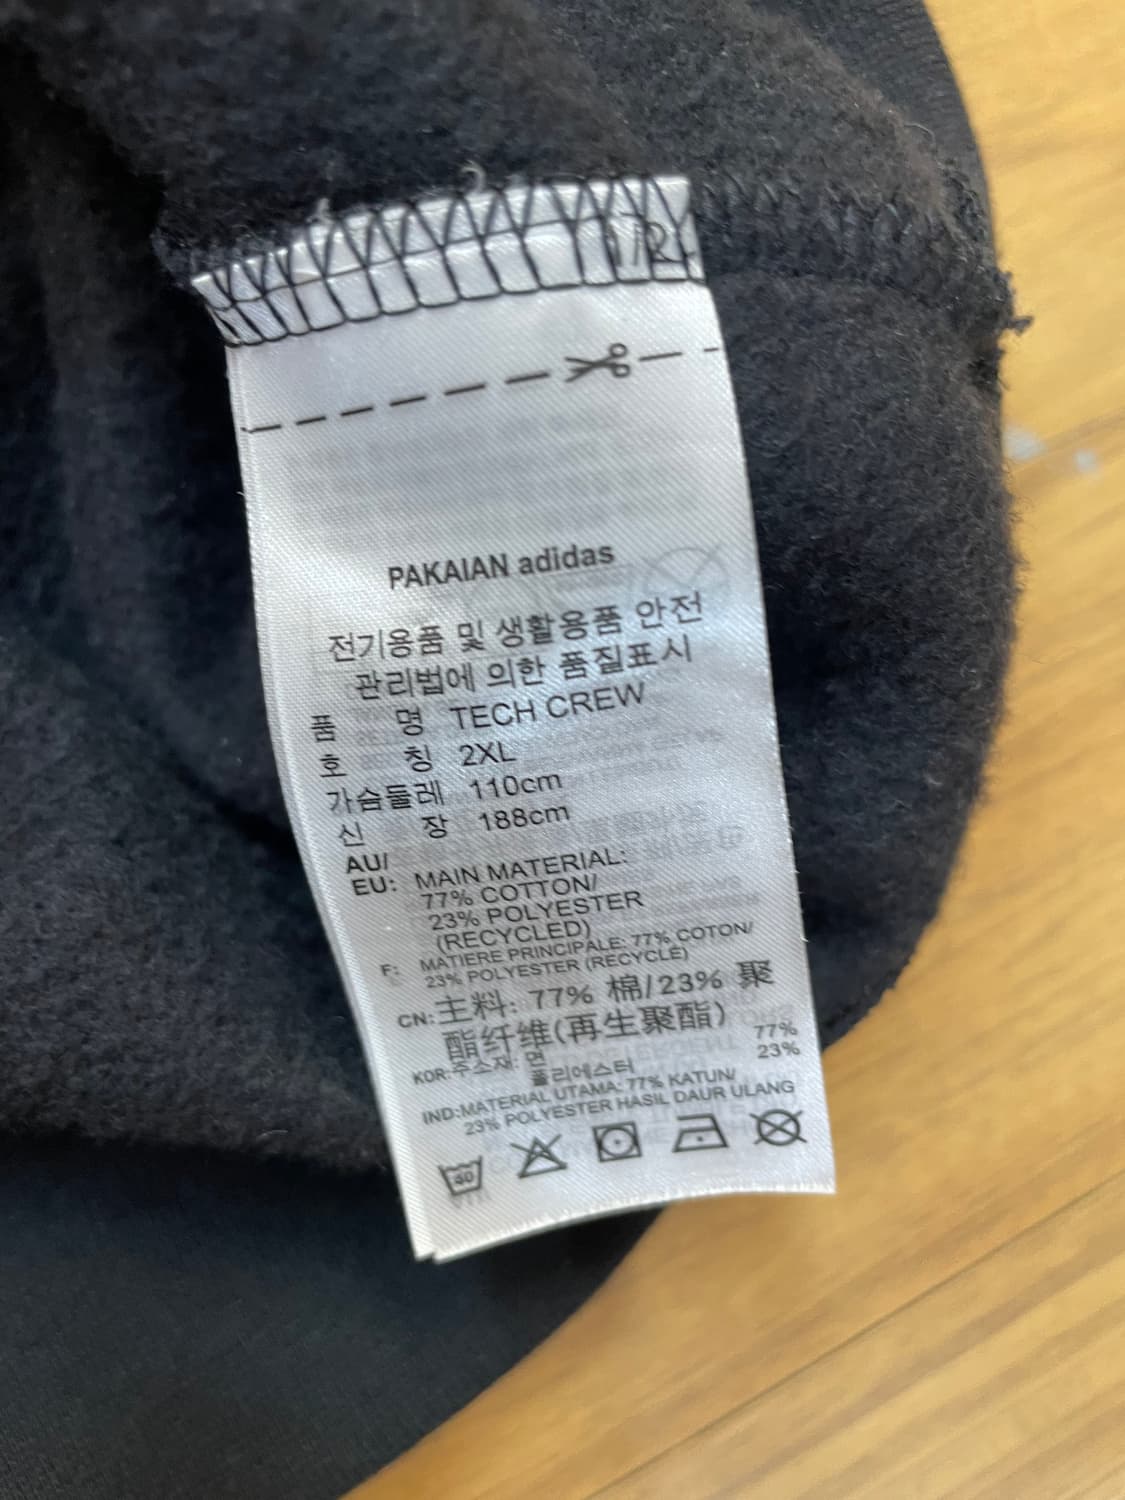 PAKAIAN adidas
전기용품 및 생활용품 안전
관리법에 의한 품질표시
품 명 TECH CREW
호 칭 2XL
가슴둘레 110cm
신 장 188cm
AU/
EU: MAIN MATERIAL:
77% COTTON/
23% POLYESTER
(RECYCLED)
F: MATIERE PRINCIPALE: 77% COTON/
23% POLYESTER (RECYCLÉ)
CN: 主料: 77% 棉/23% 聚
酯纤维(再生聚酯)
KOR:주소재: 면 77%
폴리에스터 23%
IND:MATERIAL UTAMA: 77% KATUN/
23% POLYESTER HASIL DAUR ULANG
40